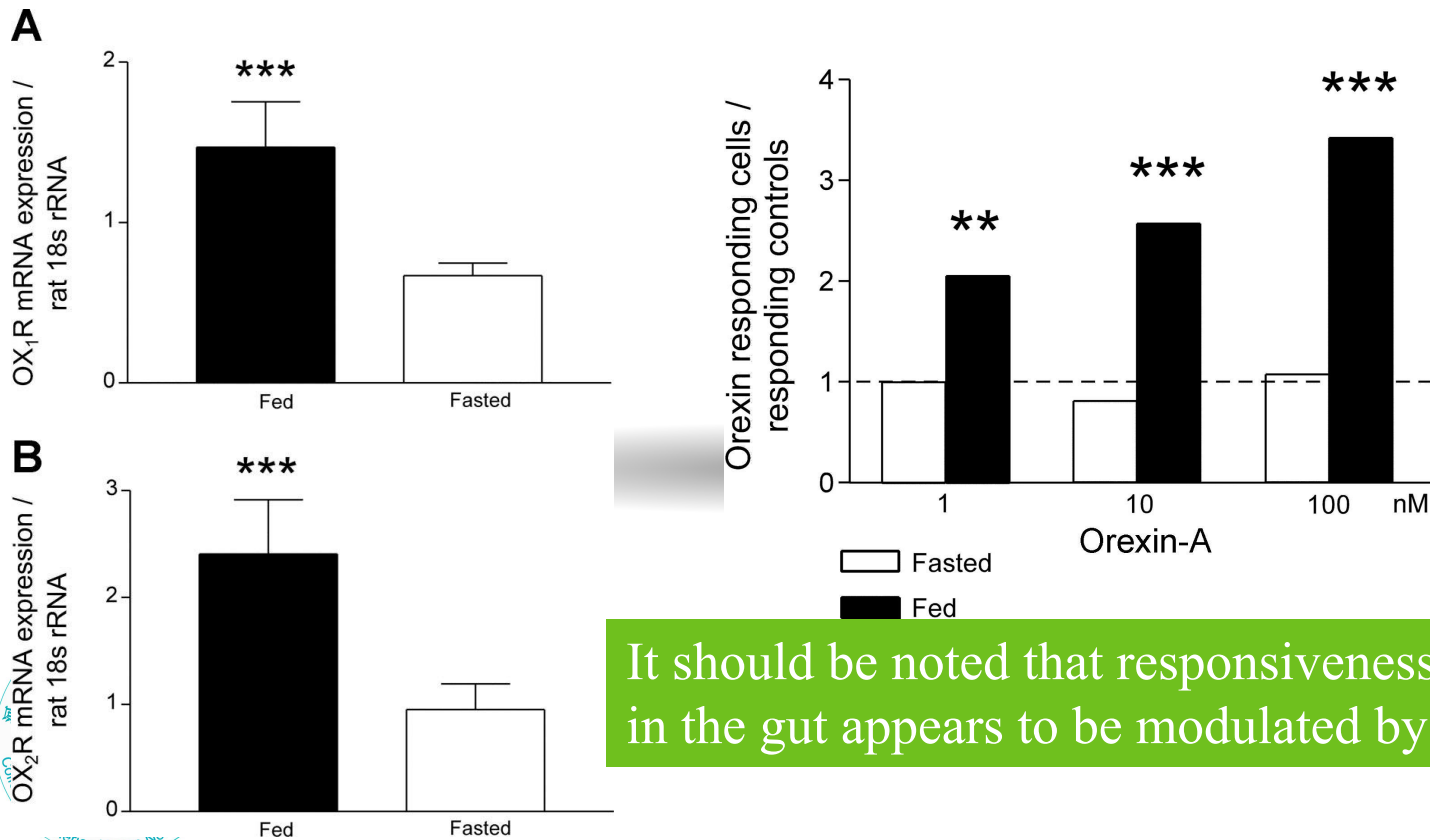 A
OX₁R mRNA expression /
rat 18s rRNA
2
1
0
***
Fed
Fasted
B
OX₂R mRNA expression /
rat 18s rRNA
3
2
1
0
***
Fed
Fasted
Orexin responding cells /
responding controls
4
3
2
1
0
**
***
***
1
10
100
nM
Orexin-A
Fasted
Fed
It should be noted that responsiveness
in the gut appears to be modulated by